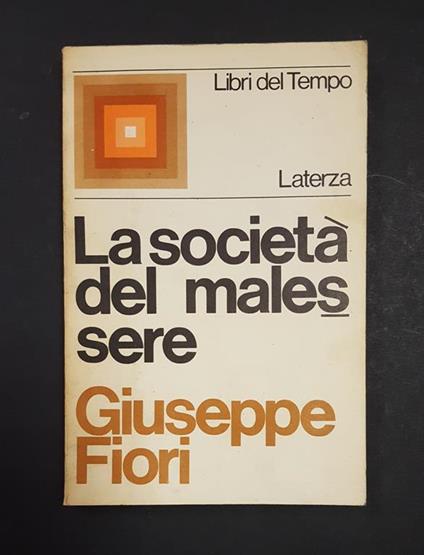 Libri del Tempo
Laterza
La società
del males
sere
Giuseppe
Fiori